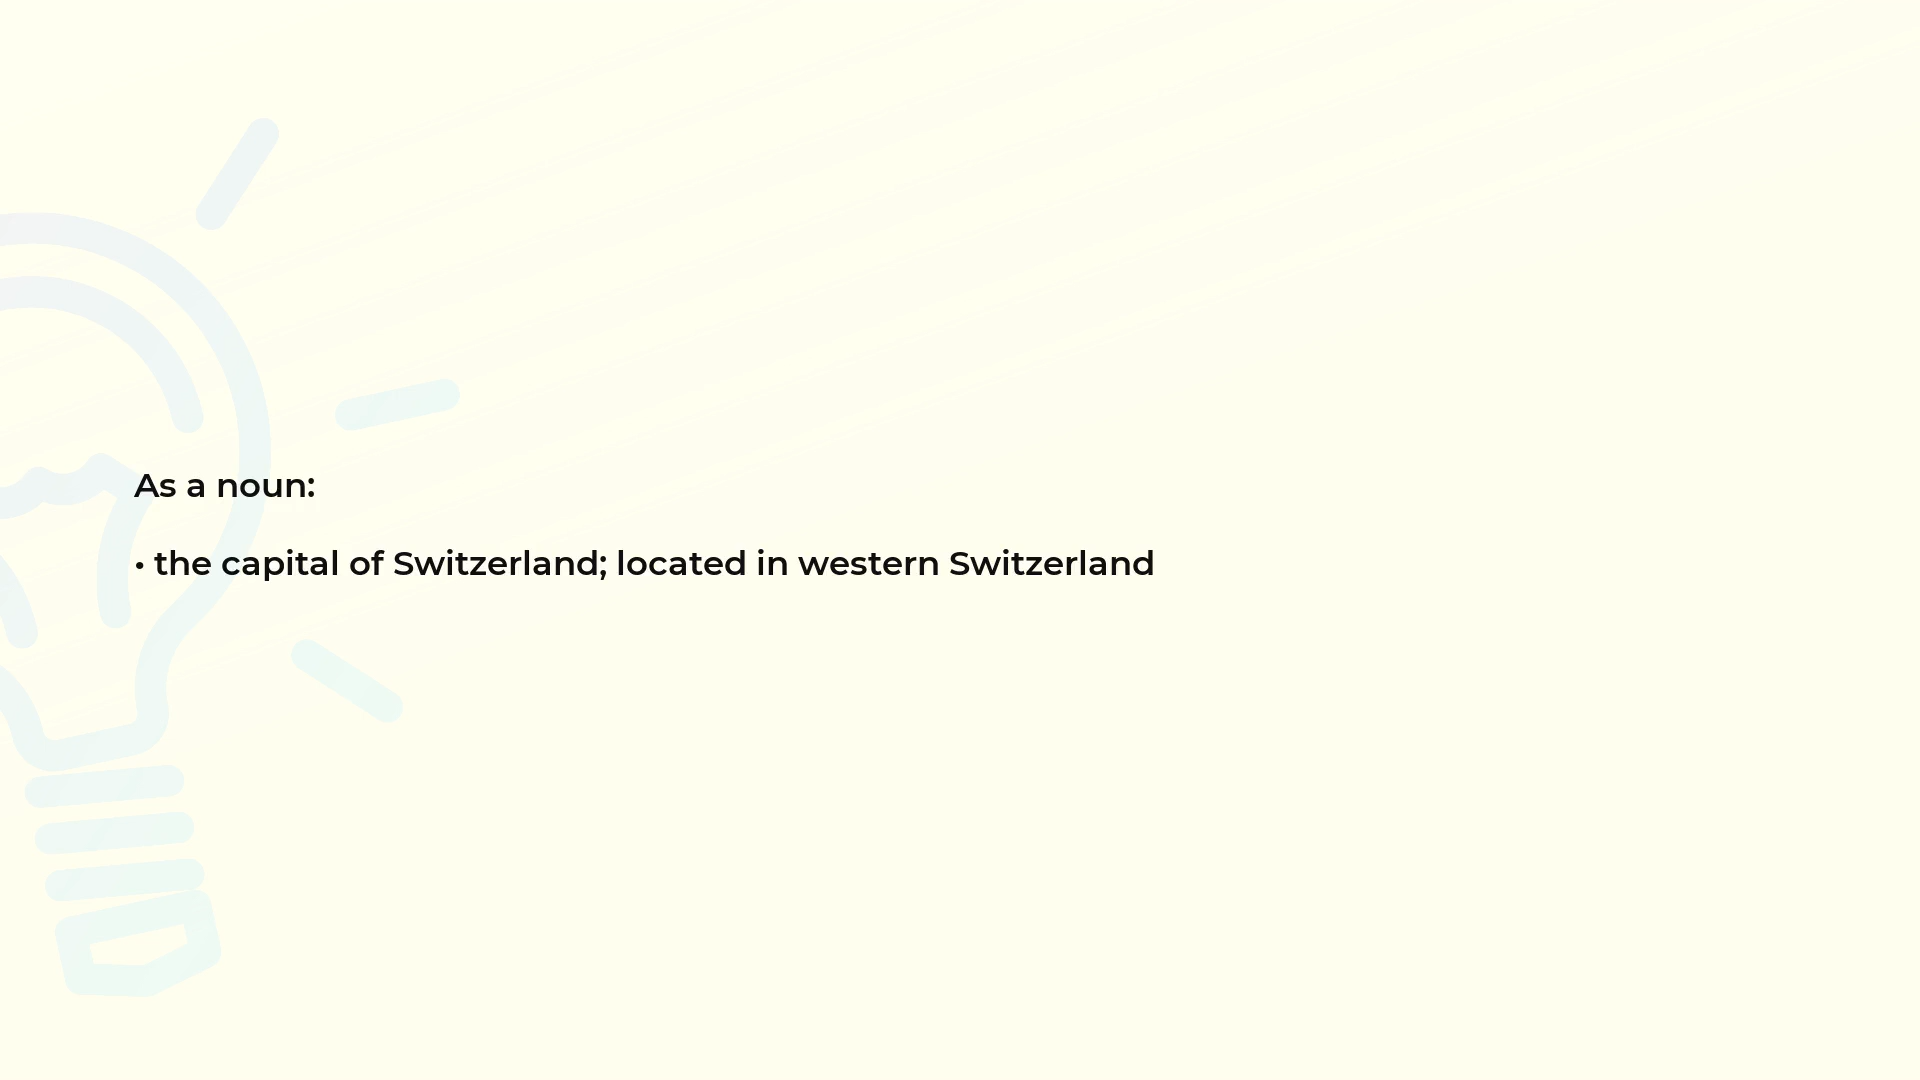 As a noun:
• the capital of Switzerland; located in western Switzerland